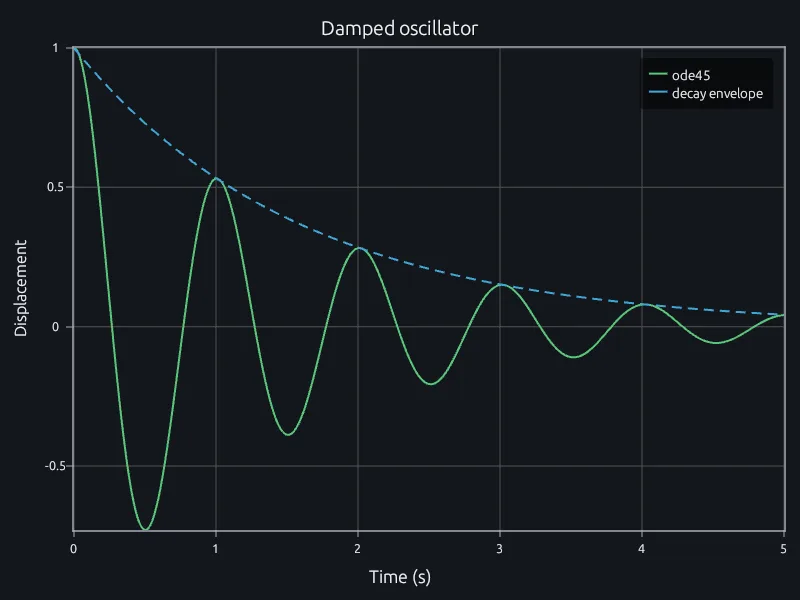 Damped oscillator
ode45
decay envelope
1
0.5
0
-0.5
Displacement
0 1 2 3 4 5
Time (s)